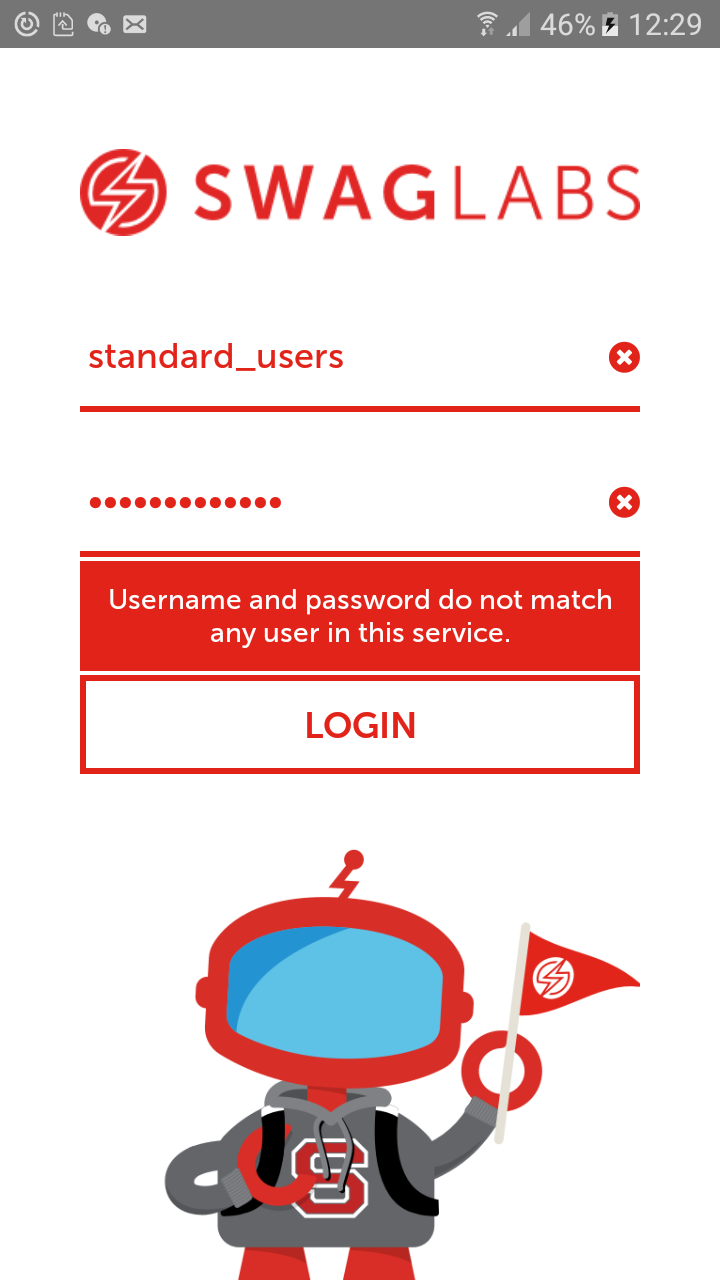 46% 12:29
SWAGLABS
standard_users
•••••••••••••
Username and password do not match
any user in this service.
LOGIN
S